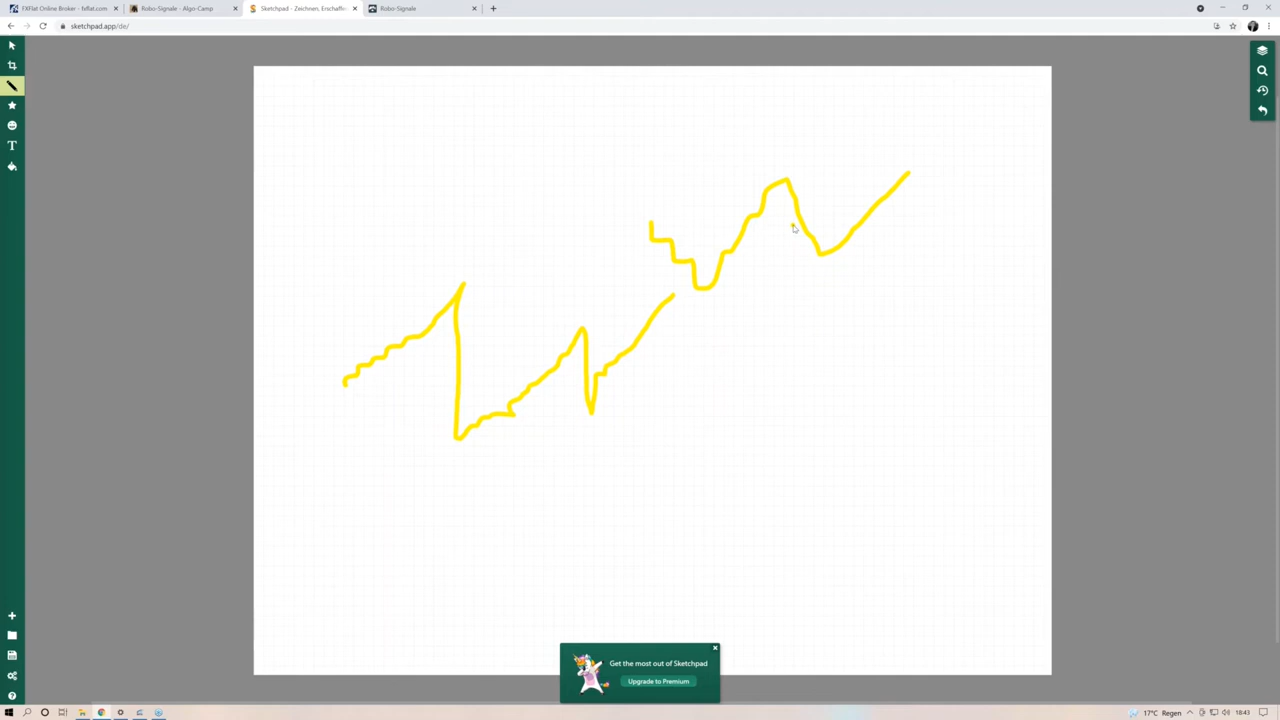 FXFlat Online Broker - fxflat.com
Robo-Signale - Algo-Camp
Sketchpad - Zeichnen, Erschaffe
Robo-Signale
sketchpad.app/de/
T
Get the most out of Sketchpad
Upgrade to Premium
17°C Regen
18:43